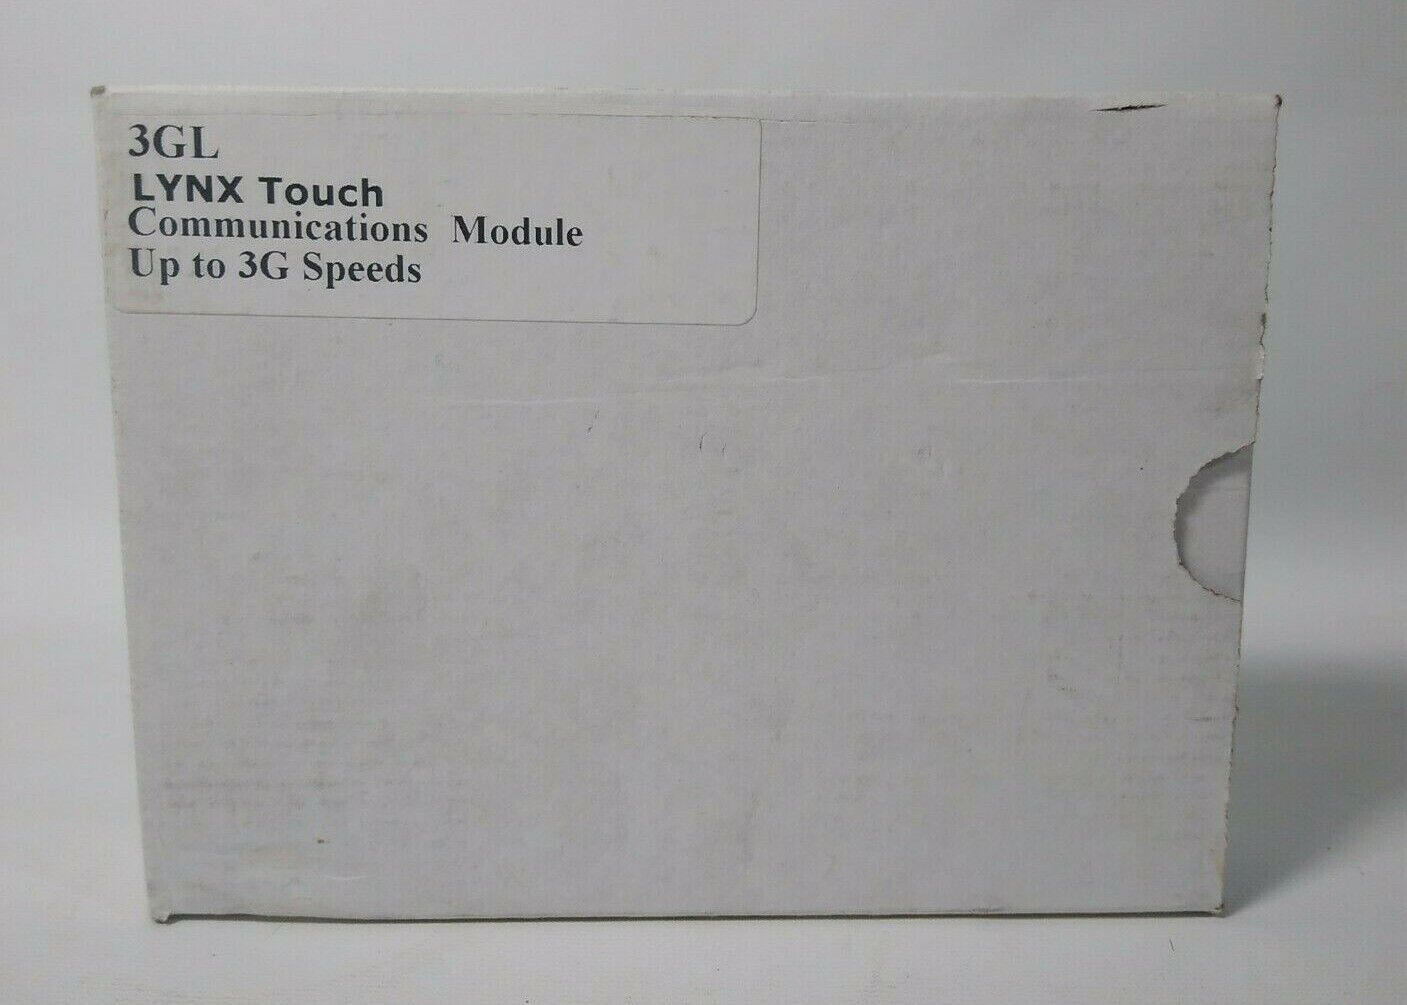 3GL
LYNX Touch
Communications Module
Up to 3G Speeds